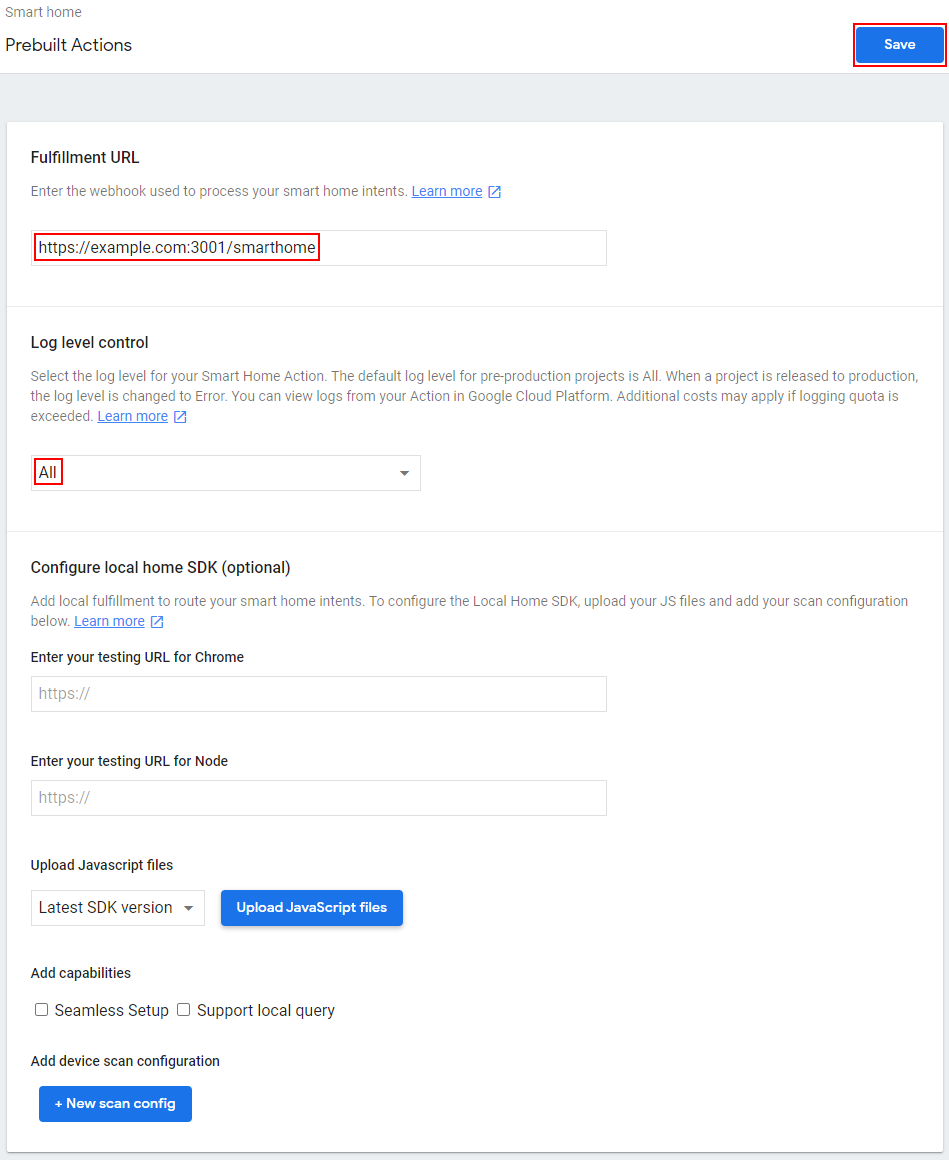 Smart home
Prebuilt Actions
Save
Fulfillment URL
Enter the webhook used to process your smart home intents. Learn more
https://example.com:3001/smarthome
Log level control
Select the log level for your Smart Home Action. The default log level for pre-production projects is All. When a project is released to production,
the log level is changed to Error. You can view logs from your Action in Google Cloud Platform. Additional costs may apply if logging quota is
exceeded. Learn more
All
Configure local home SDK (optional)
Add local fulfillment to route your smart home intents. To configure the Local Home SDK, upload your JS files and add your scan configuration
below. Learn more
Enter your testing URL for Chrome
https://
Enter your testing URL for Node
https://
Upload Javascript files
Latest SDK version
Upload JavaScript files
Add capabilities
Seamless Setup
Support local query
Add device scan configuration
+ New scan config